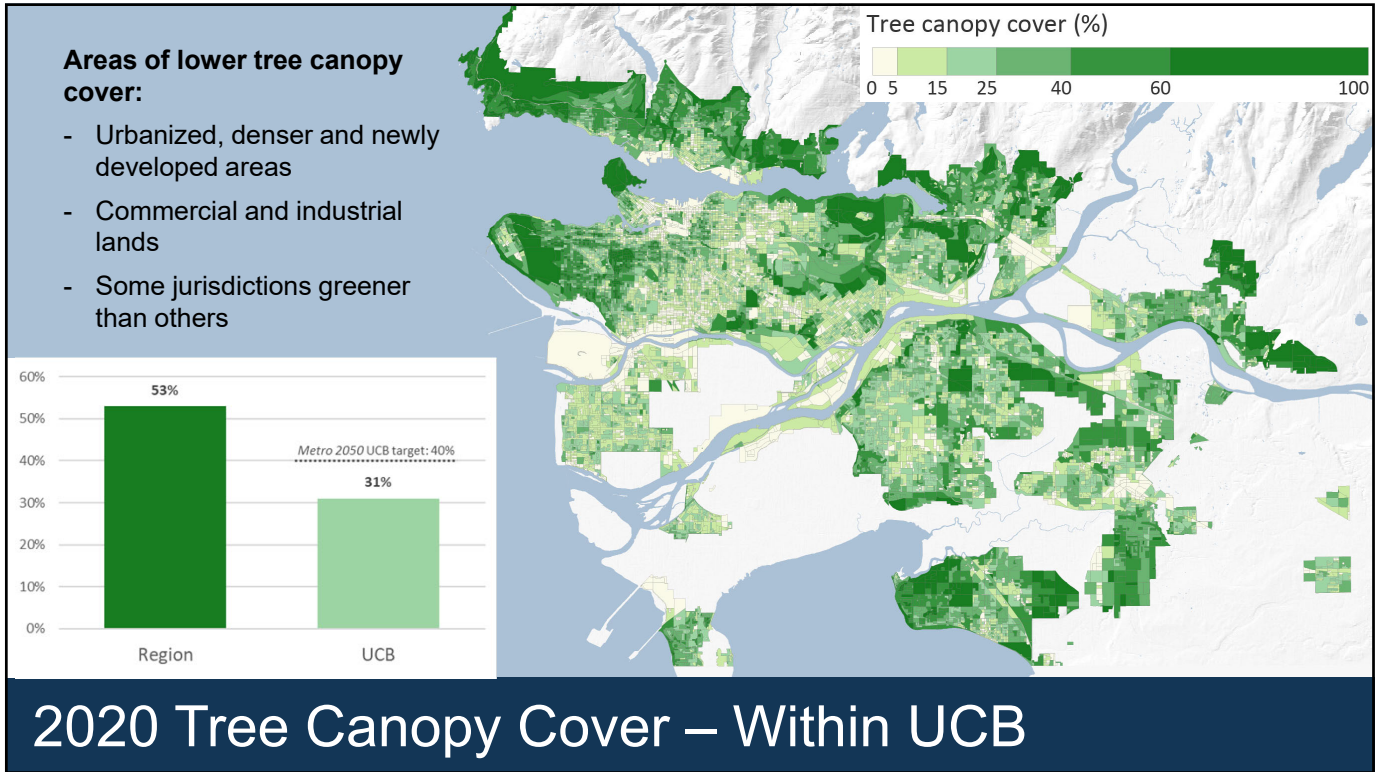 Areas of lower tree canopy
cover:
- Urbanized, denser and newly
developed areas
- Commercial and industrial
lands
- Some jurisdictions greener
than others
Tree canopy cover (%)
0 5 15 25 40 60 100
60%
50%
40%
30%
20%
10%
0%
53%
Metro 2050 UCB target: 40%
31%
Region UCB
2020 Tree Canopy Cover – Within UCB